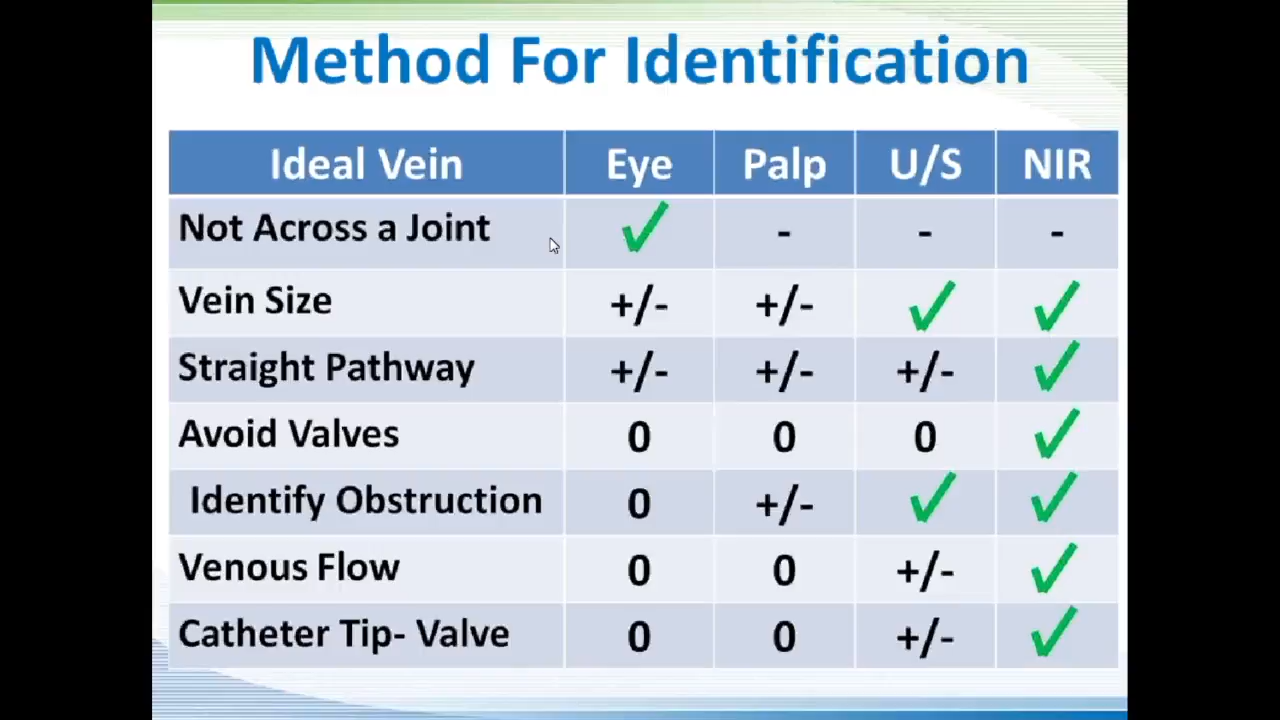 Method For Identification
Ideal Vein Eye Palp U/S NIR
Not Across a Joint ✓ - - -
Vein Size +/- +/- ✓ ✓
Straight Pathway +/- +/- +/- ✓
Avoid Valves 0 0 0 ✓
Identify Obstruction 0 +/- ✓ ✓
Venous Flow 0 0 +/- ✓
Catheter Tip- Valve 0 0 +/- ✓